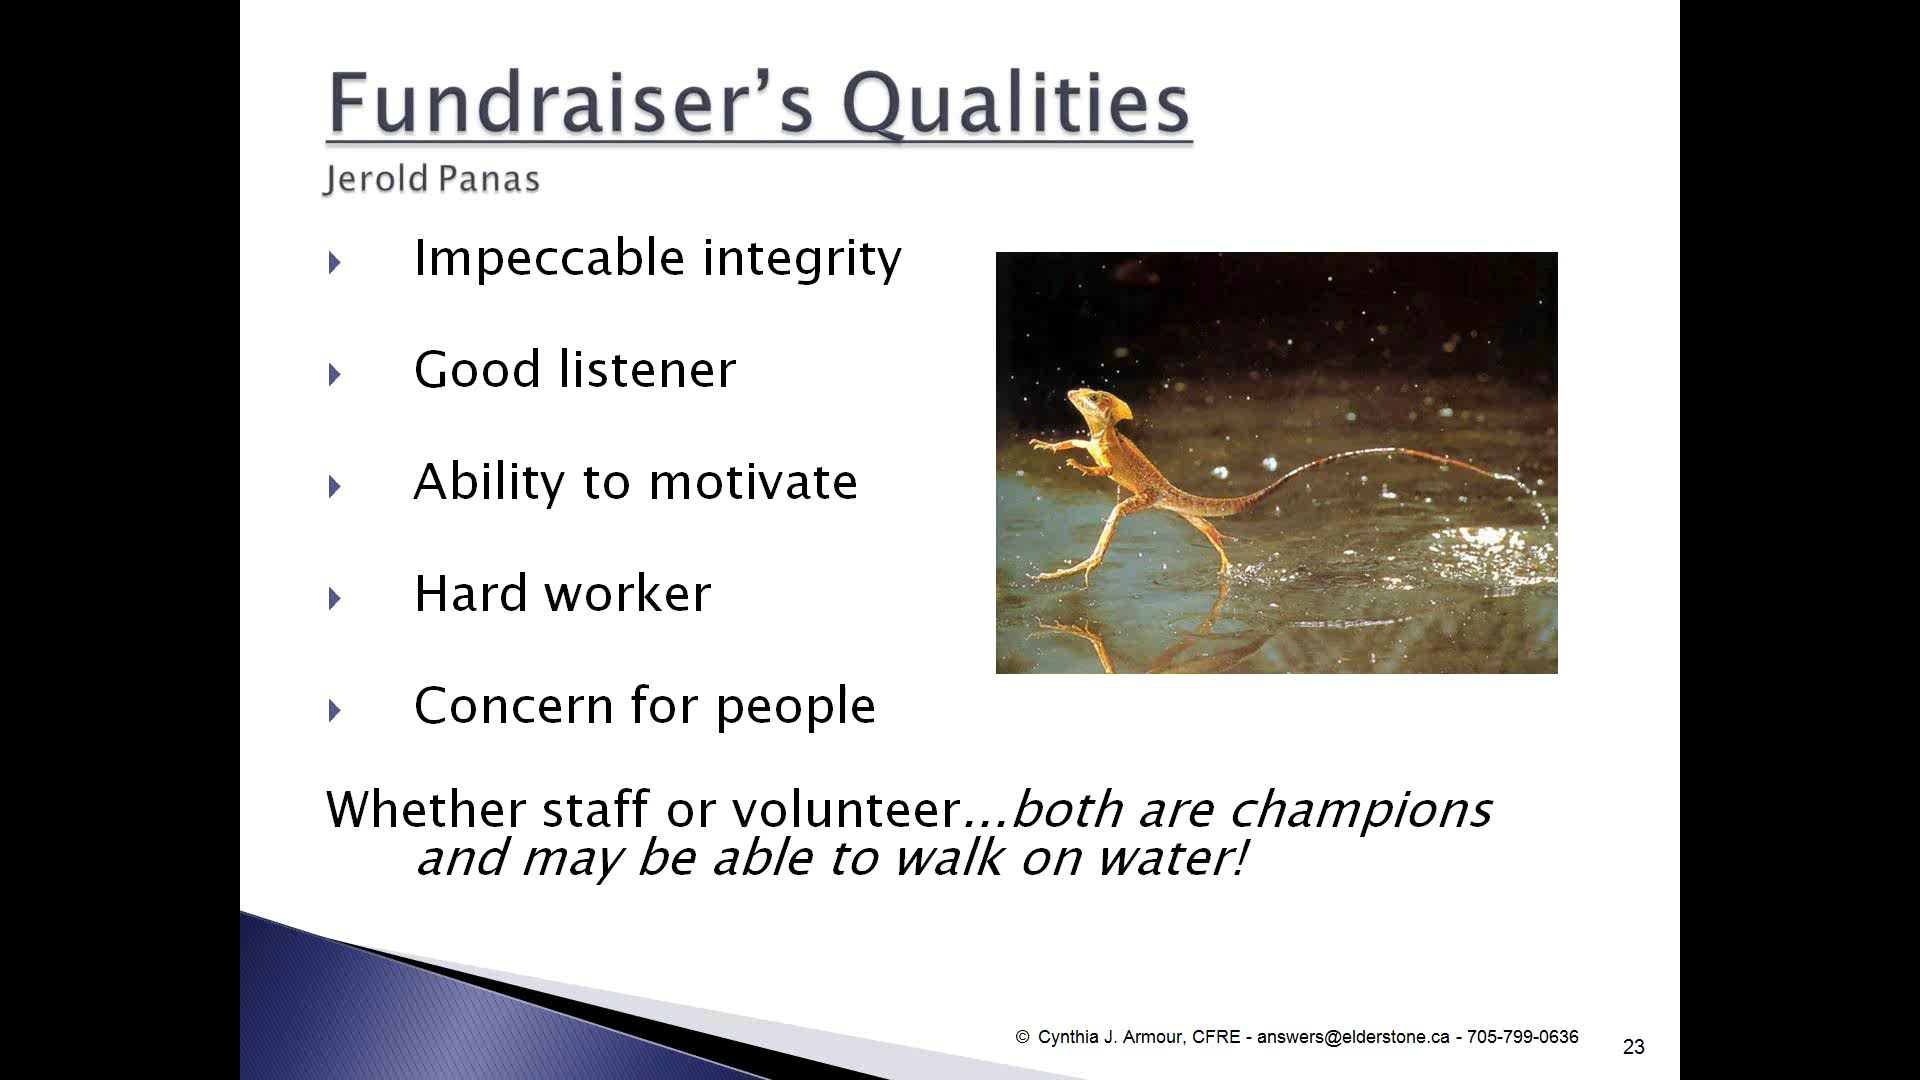 Fundraiser’s Qualities
Jerold Panas
Impeccable integrity
Good listener
Ability to motivate
Hard worker
Concern for people
Whether staff or volunteer…both are champions
and may be able to walk on water!
© Cynthia J. Armour, CFRE - answers@elderstone.ca - 705-799-0636
23